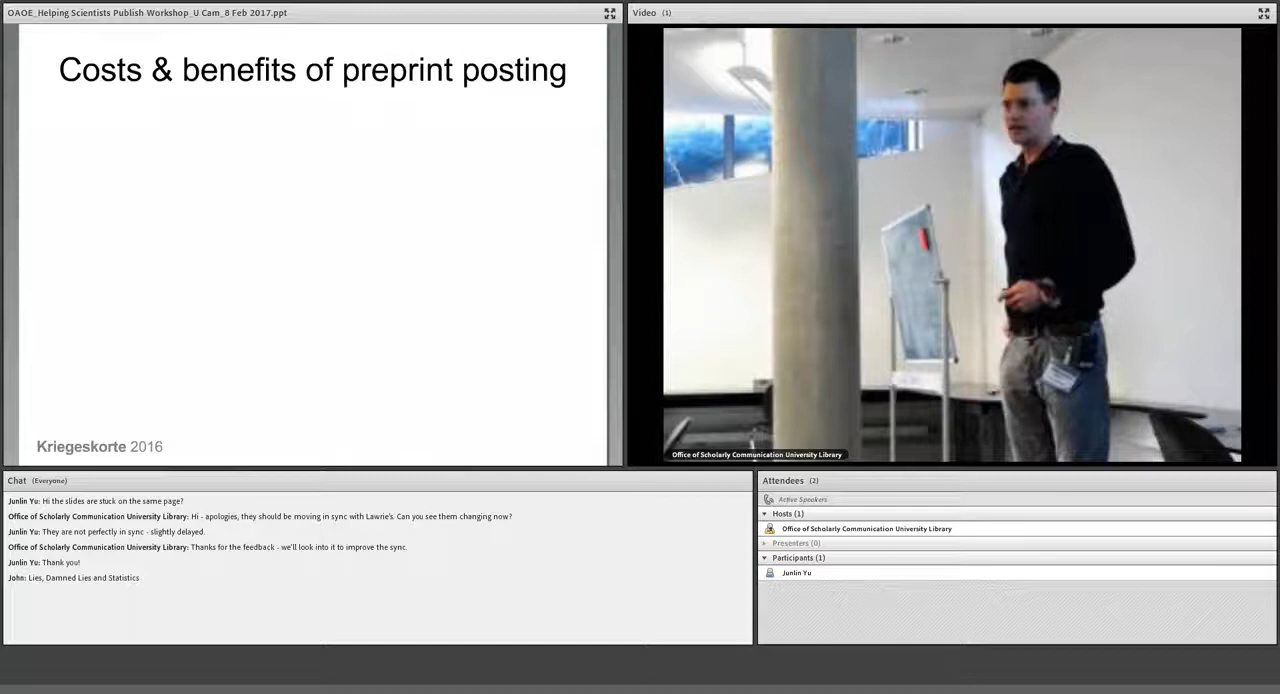 OAOE_Helping Scientists Publish Workshop_U Cam_8 Feb 2017.ppt
Costs & benefits of preprint posting
Kriegeskorte 2016
Video (1)
Office of Scholarly Communication University Library
Chat (Everyone)
Junlin Yu: Hi the slides are stuck on the same page?
Office of Scholarly Communication University Library: Hi - apologies, they should be moving in sync with Lawrie's. Can you see them changing now?
Junlin Yu: They are not perfectly in sync - slightly delayed.
Office of Scholarly Communication University Library: Thanks for the feedback - we'll look into it to improve the sync.
Junlin Yu: Thank you!
John: Lies, Damned Lies and Statistics
Attendees (2)
Active Speakers
Hosts (1)
Office of Scholarly Communication University Library
Presenters (0)
Participants (1)
Junlin Yu